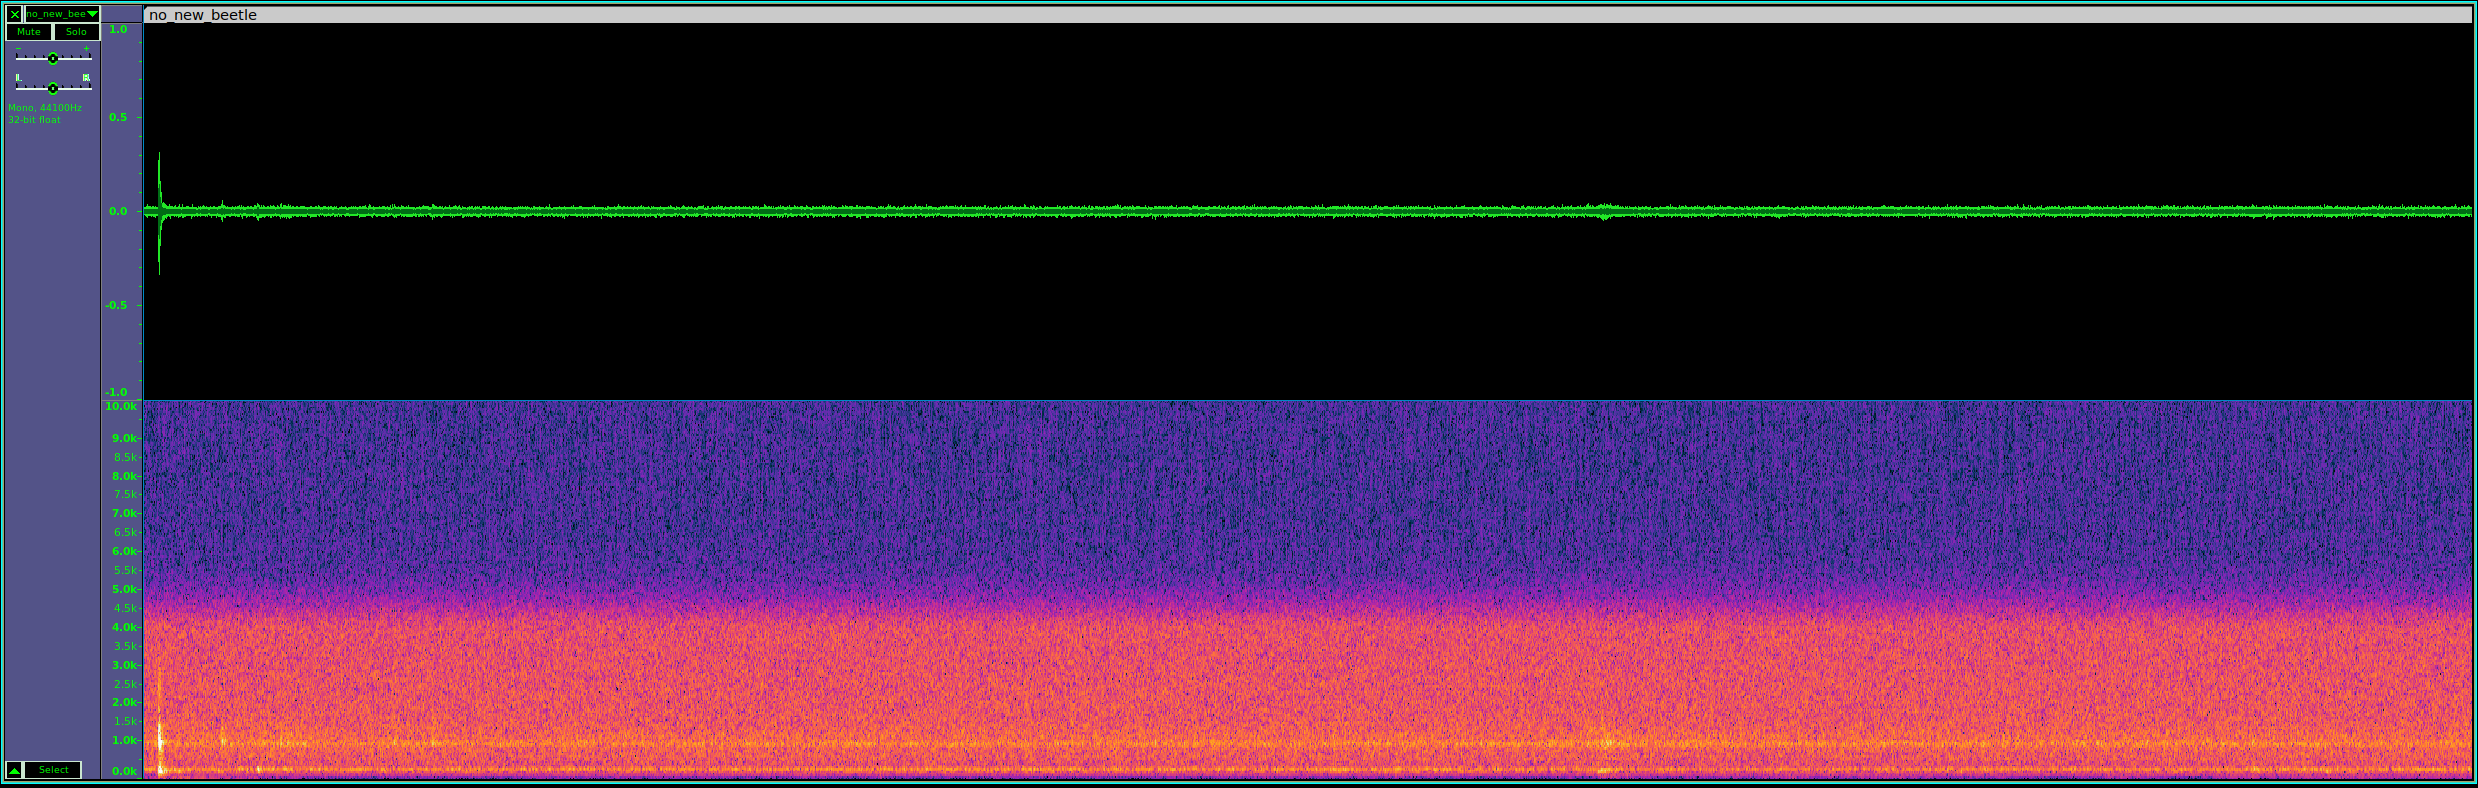 no_new_bee
no_new_beetle
Mute Solo
- +
L R
Mono, 44100Hz
32-bit float
1.0
0.5
0.0
-0.5
-1.0
10.0k
9.0k
8.5k
8.0k
7.5k
7.0k
6.5k
6.0k
5.5k
5.0k
4.5k
4.0k
3.5k
3.0k
2.5k
2.0k
1.5k
1.0k
0.0k
Select